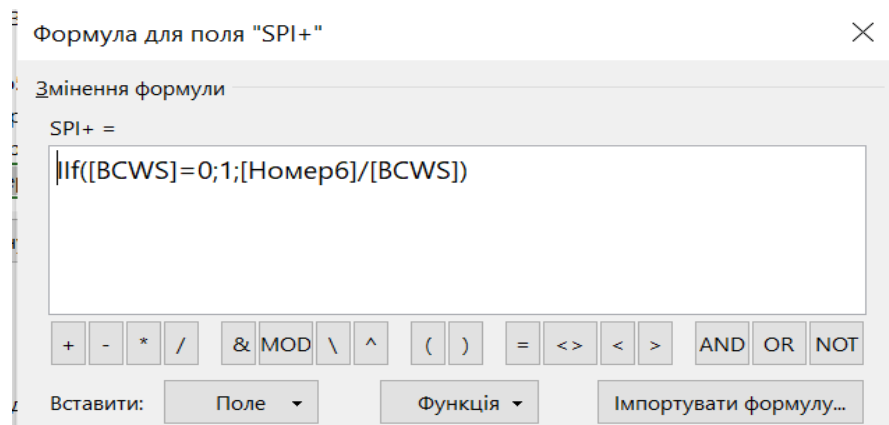 Формула для поля "SPI+"
Змінення формули
SPI+ =
IIf([BCWS]=0;1;[Номер6]/[BCWS])
+ - * / & MOD \ ^ ( ) = <> < > AND OR NOT
Вставити: Поле Функція Імпортувати формулу...